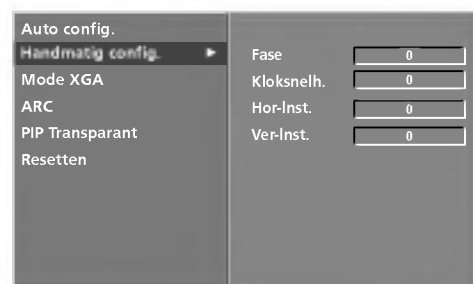 Auto config.
Handmatig config.
Mode XGA
ARC
PIP Transparant
Resetten
Fase 0
Kloksnelh. 0
Hor-Inst. 0
Ver-Inst. 0